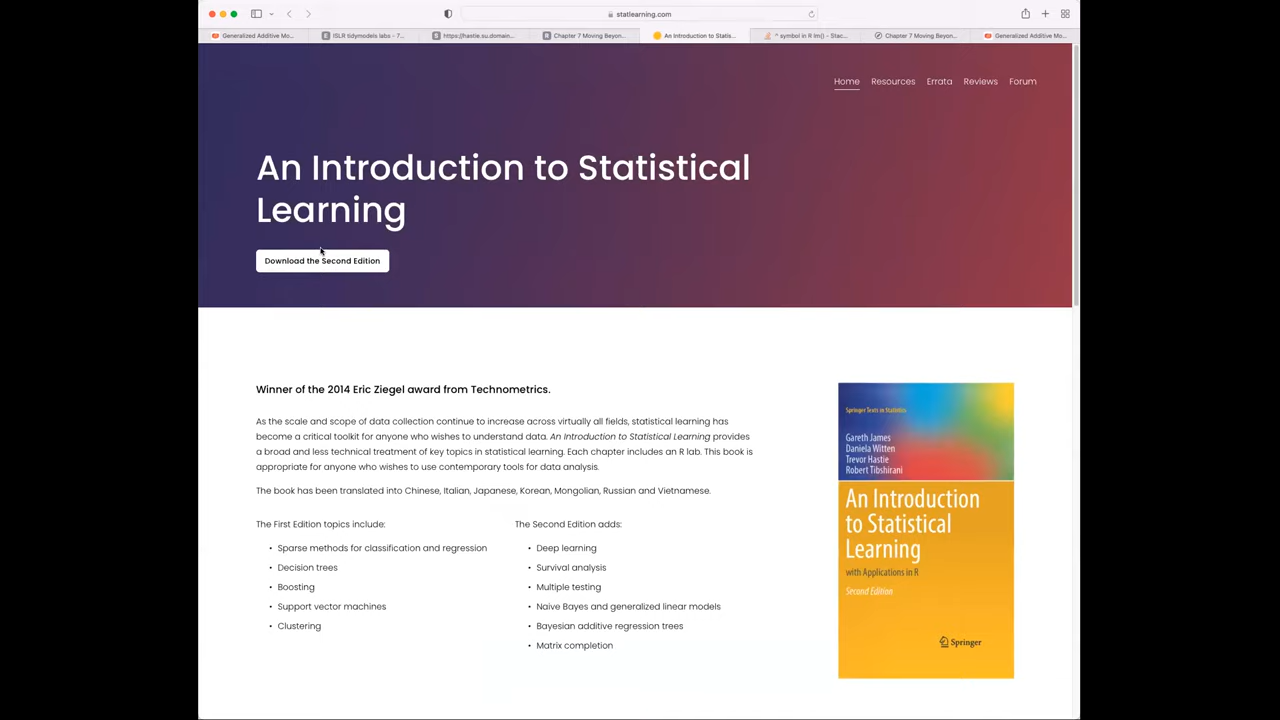 statlearning.com
Generalized Additive Mo...
ISLR tidymodels labs - 7...
https://hastie.su.domain...
Chapter 7 Moving Beyon...
An Introduction to Statis...
^ symbol in R lm() - Stac...
Chapter 7 Moving Beyon...
Generalized Additive Mo...
Home Resources Errata Reviews Forum
An Introduction to Statistical
Learning
Download the Second Edition
Winner of the 2014 Eric Ziegel award from Technometrics.
As the scale and scope of data collection continue to increase across virtually all fields, statistical learning has
become a critical toolkit for anyone who wishes to understand data. An Introduction to Statistical Learning provides
a broad and less technical treatment of key topics in statistical learning. Each chapter includes an R lab. This book is
appropriate for anyone who wishes to use contemporary tools for data analysis.
The book has been translated into Chinese, Italian, Japanese, Korean, Mongolian, Russian and Vietnamese.
The First Edition topics include:
• Sparse methods for classification and regression
• Decision trees
• Boosting
• Support vector machines
• Clustering
The Second Edition adds:
• Deep learning
• Survival analysis
• Multiple testing
• Naive Bayes and generalized linear models
• Bayesian additive regression trees
• Matrix completion
Springer Texts in Statistics
Gareth James
Daniela Witten
Trevor Hastie
Robert Tibshirani
An Introduction
to Statistical
Learning
with Applications in R
Second Edition
Springer